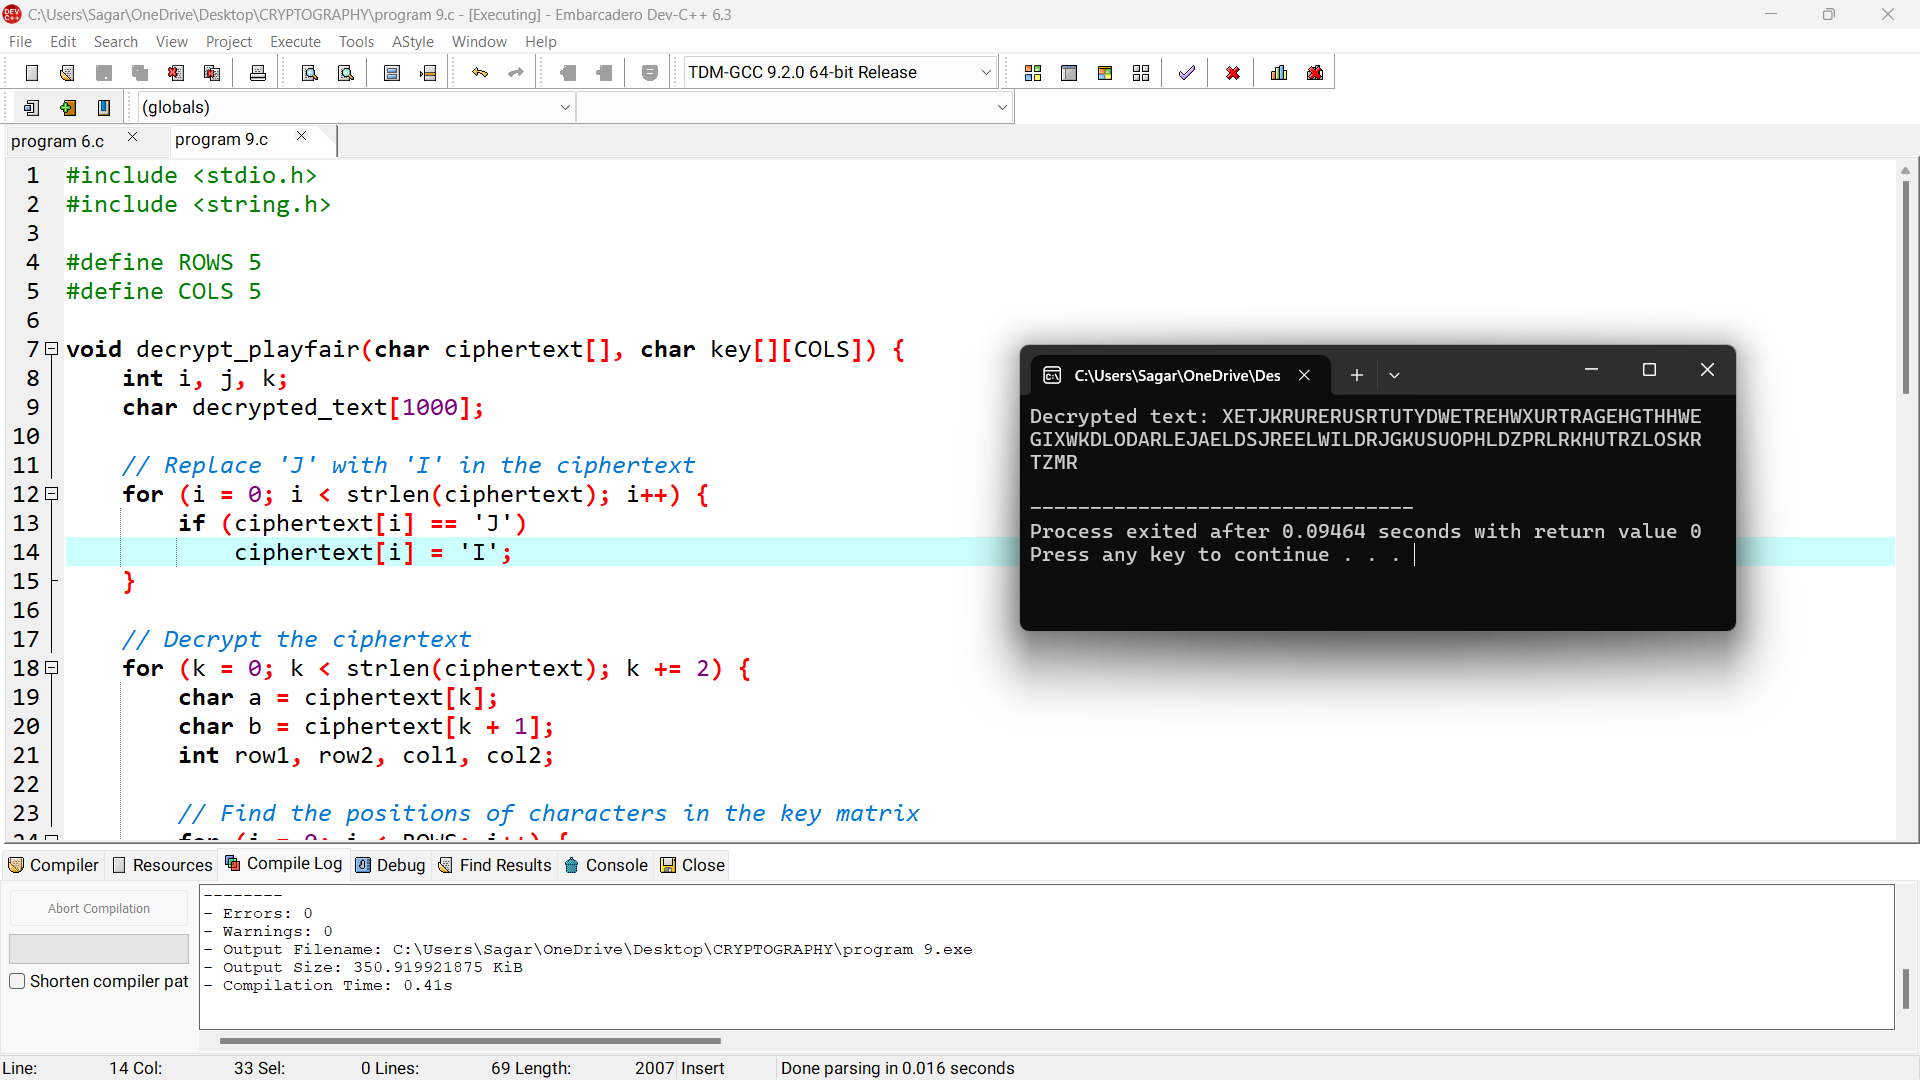 C:\Users\Sagar\OneDrive\Desktop\CRYPTOGRAPHY\program 9.c - [Executing] - Embarcadero Dev-C++ 6.3
File Edit Search View Project Execute Tools AStyle Window Help
TDM-GCC 9.2.0 64-bit Release
(globals)
program 6.c program 9.c
1 #include <stdio.h>
2 #include <string.h>
3
4 #define ROWS 5
5 #define COLS 5
6
7 void decrypt_playfair(char ciphertext[], char key[][COLS]) {
8 int i, j, k;
9 char decrypted_text[1000];
10
11 // Replace 'J' with 'I' in the ciphertext
12 for (i = 0; i < strlen(ciphertext); i++) {
13 if (ciphertext[i] == 'J')
14 ciphertext[i] = 'I';
15 }
16
17 // Decrypt the ciphertext
18 for (k = 0; k < strlen(ciphertext); k += 2) {
19 char a = ciphertext[k];
20 char b = ciphertext[k + 1];
21 int row1, row2, col1, col2;
22
23 // Find the positions of characters in the key matrix
24 for (i = 0; i < ROWS; i++) {
C:\Users\Sagar\OneDrive\Des
Decrypted text: XETJKRURERUSRTUTYDWETREHWXURTRAGEHGTHHWE
GIXWKDLODARLEJAELDSJREELWILDRJGKUSUOPHLDZPRLRKHUTRZLOSKR
TZMR
--------------------------------
Process exited after 0.09464 seconds with return value 0
Press any key to continue . . .
Compiler Resources Compile Log Debug Find Results Console Close
Abort Compilation
Shorten compiler pat
--------
- Errors: 0
- Warnings: 0
- Output Filename: C:\Users\Sagar\OneDrive\Desktop\CRYPTOGRAPHY\program 9.exe
- Output Size: 350.919921875 KiB
- Compilation Time: 0.41s
Line: 14 Col: 33 Sel: 0 Lines: 69 Length: 2007 Insert Done parsing in 0.016 seconds